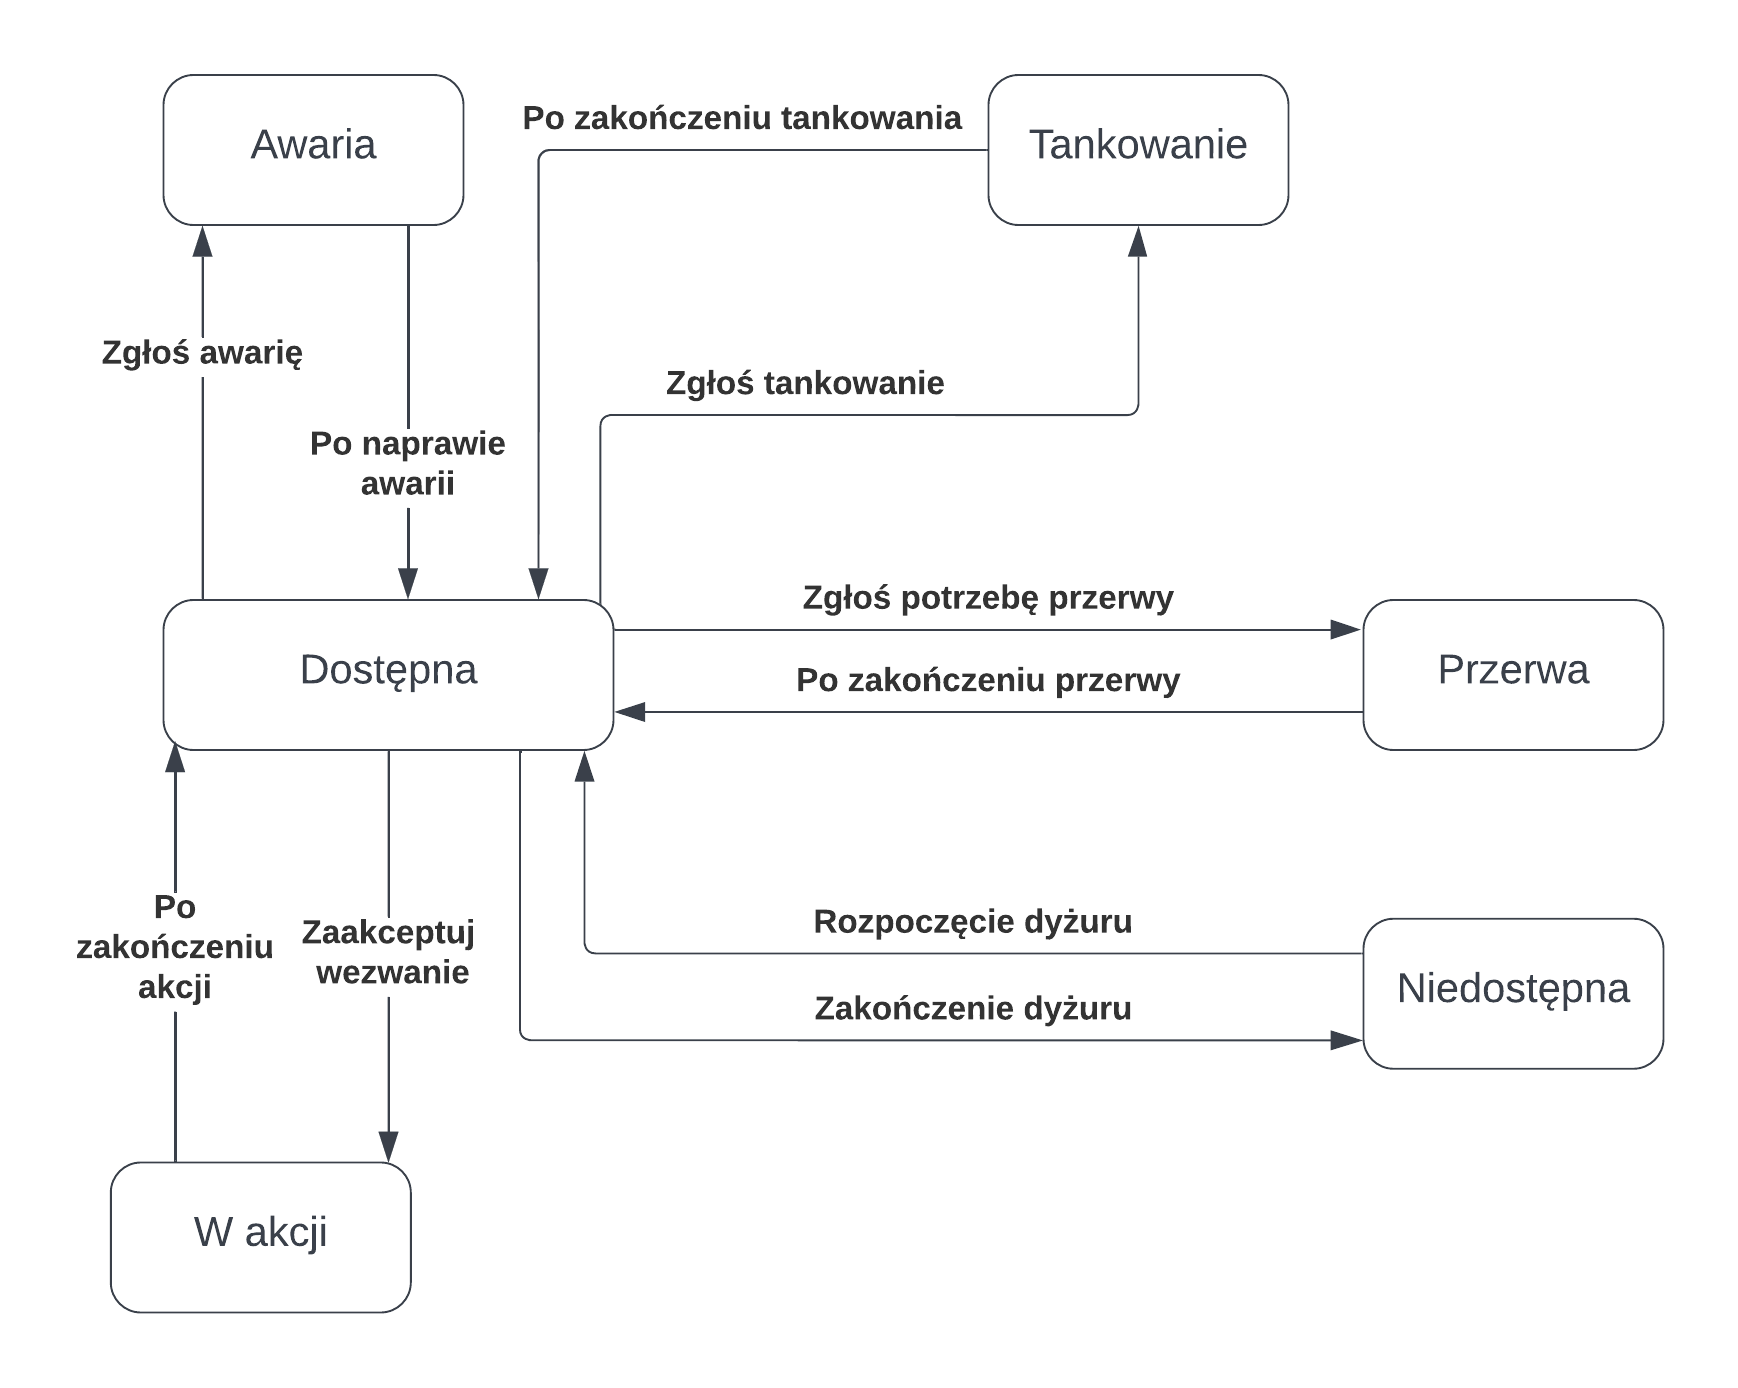 Po zakończeniu tankowania
Awaria
Tankowanie
Zgłoś awarię
Zgłoś tankowanie
Po naprawie
awarii
Zgłoś potrzebę przerwy
Dostępna
Po zakończeniu przerwy
Przerwa
Po
zakończeniu
akcji
Zaakceptuj
wezwanie
Rozpoczęcie dyżuru
Niedostępna
Zakończenie dyżuru
W akcji